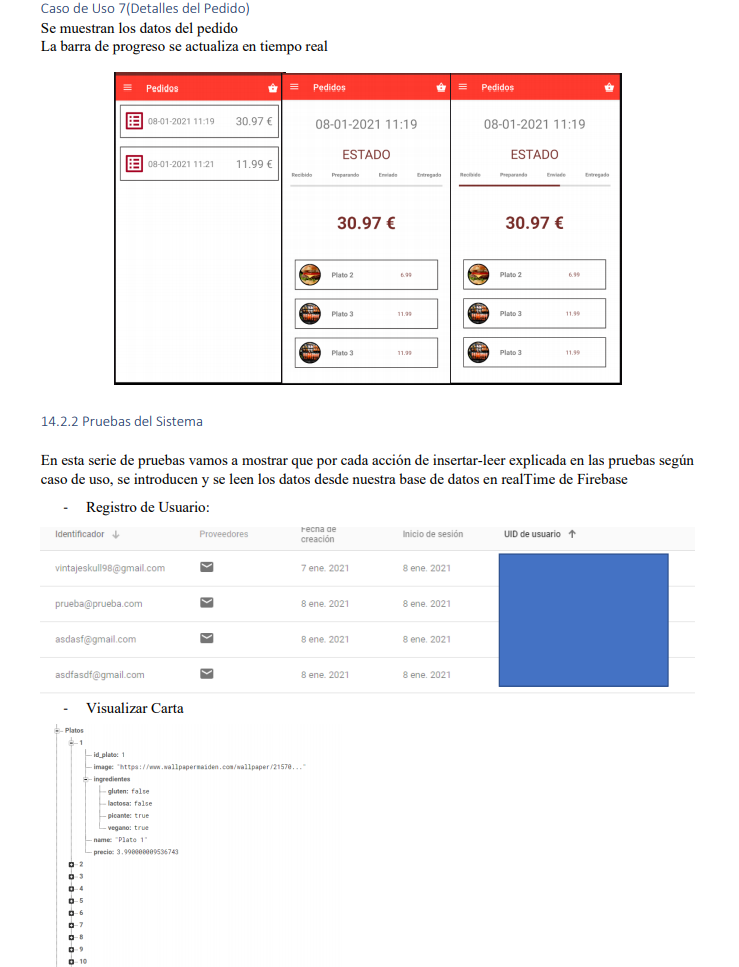 Caso de Uso 7(Detalles del Pedido)
Se muestran los datos del pedido
La barra de progreso se actualiza en tiempo real
Pedidos
08-01-2021 11:19 30.97 €
08-01-2021 11:21 11.99 €
Pedidos
08-01-2021 11:19
ESTADO
Recibido Preparando Enviado Entregado
30.97 €
Plato 2 6.99
Plato 3 11.99
Plato 3 11.99
Pedidos
08-01-2021 11:19
ESTADO
Recibido Preparando Enviado Entregado
30.97 €
Plato 2 6.99
Plato 3 11.99
Plato 3 11.99
14.2.2 Pruebas del Sistema
En esta serie de pruebas vamos a mostrar que por cada acción de insertar-leer explicada en las pruebas según
caso de uso, se introducen y se leen los datos desde nuestra base de datos en realTime de Firebase
- Registro de Usuario:
Identificador ↓ Proveedores Fecha de creación Inicio de sesión UID de usuario ↑
vintajeskull98@gmail.com 7 ene. 2021 8 ene. 2021
prueba@prueba.com 8 ene. 2021 8 ene. 2021
asdasf@gmail.com 8 ene. 2021 8 ene. 2021
asdfasdf@gmail.com 8 ene. 2021 8 ene. 2021
- Visualizar Carta
Platos
1
id_plato: 1
image: "https://www.wallpapermaiden.com/wallpaper/21570..."
ingredientes
gluten: false
lactosa: false
picante: true
vegano: true
name: "Plato 1"
precio: 3.990000009536743
2
3
4
5
6
7
8
9
10